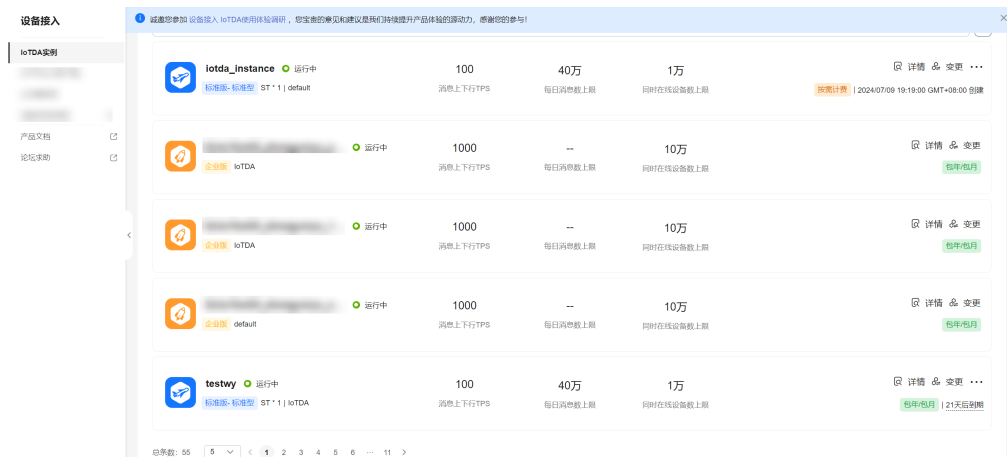 设备接入
诚邀您参加 设备接入 IoTDA使用体验调研，您宝贵的意见和建议是我们持续提升产品体验的源动力，感谢您的参与!
IoTDA实例
产品文档
论坛求助
iotda_instance 运行中
标准版- 标准型 ST * 1 | default
100
消息上下行TPS
40万
每日消息数上限
1万
同时在线设备数上限
详情 变更 ···
按需计费 | 2024/07/09 19:19:00 GMT+08:00 创建
运行中
企业版 IoTDA
1000
消息上下行TPS
--
每日消息数上限
10万
同时在线设备数上限
详情 变更
包年/包月
运行中
企业版 IoTDA
1000
消息上下行TPS
--
每日消息数上限
10万
同时在线设备数上限
详情 变更
包年/包月
运行中
企业版 default
1000
消息上下行TPS
--
每日消息数上限
10万
同时在线设备数上限
详情 变更
包年/包月
testwy 运行中
标准版- 标准型 ST * 1 | IoTDA
100
消息上下行TPS
40万
每日消息数上限
1万
同时在线设备数上限
详情 变更 ···
包年/包月 | 21天后到期
总条数: 55 5 < 1 2 3 4 5 6 ··· 11 >